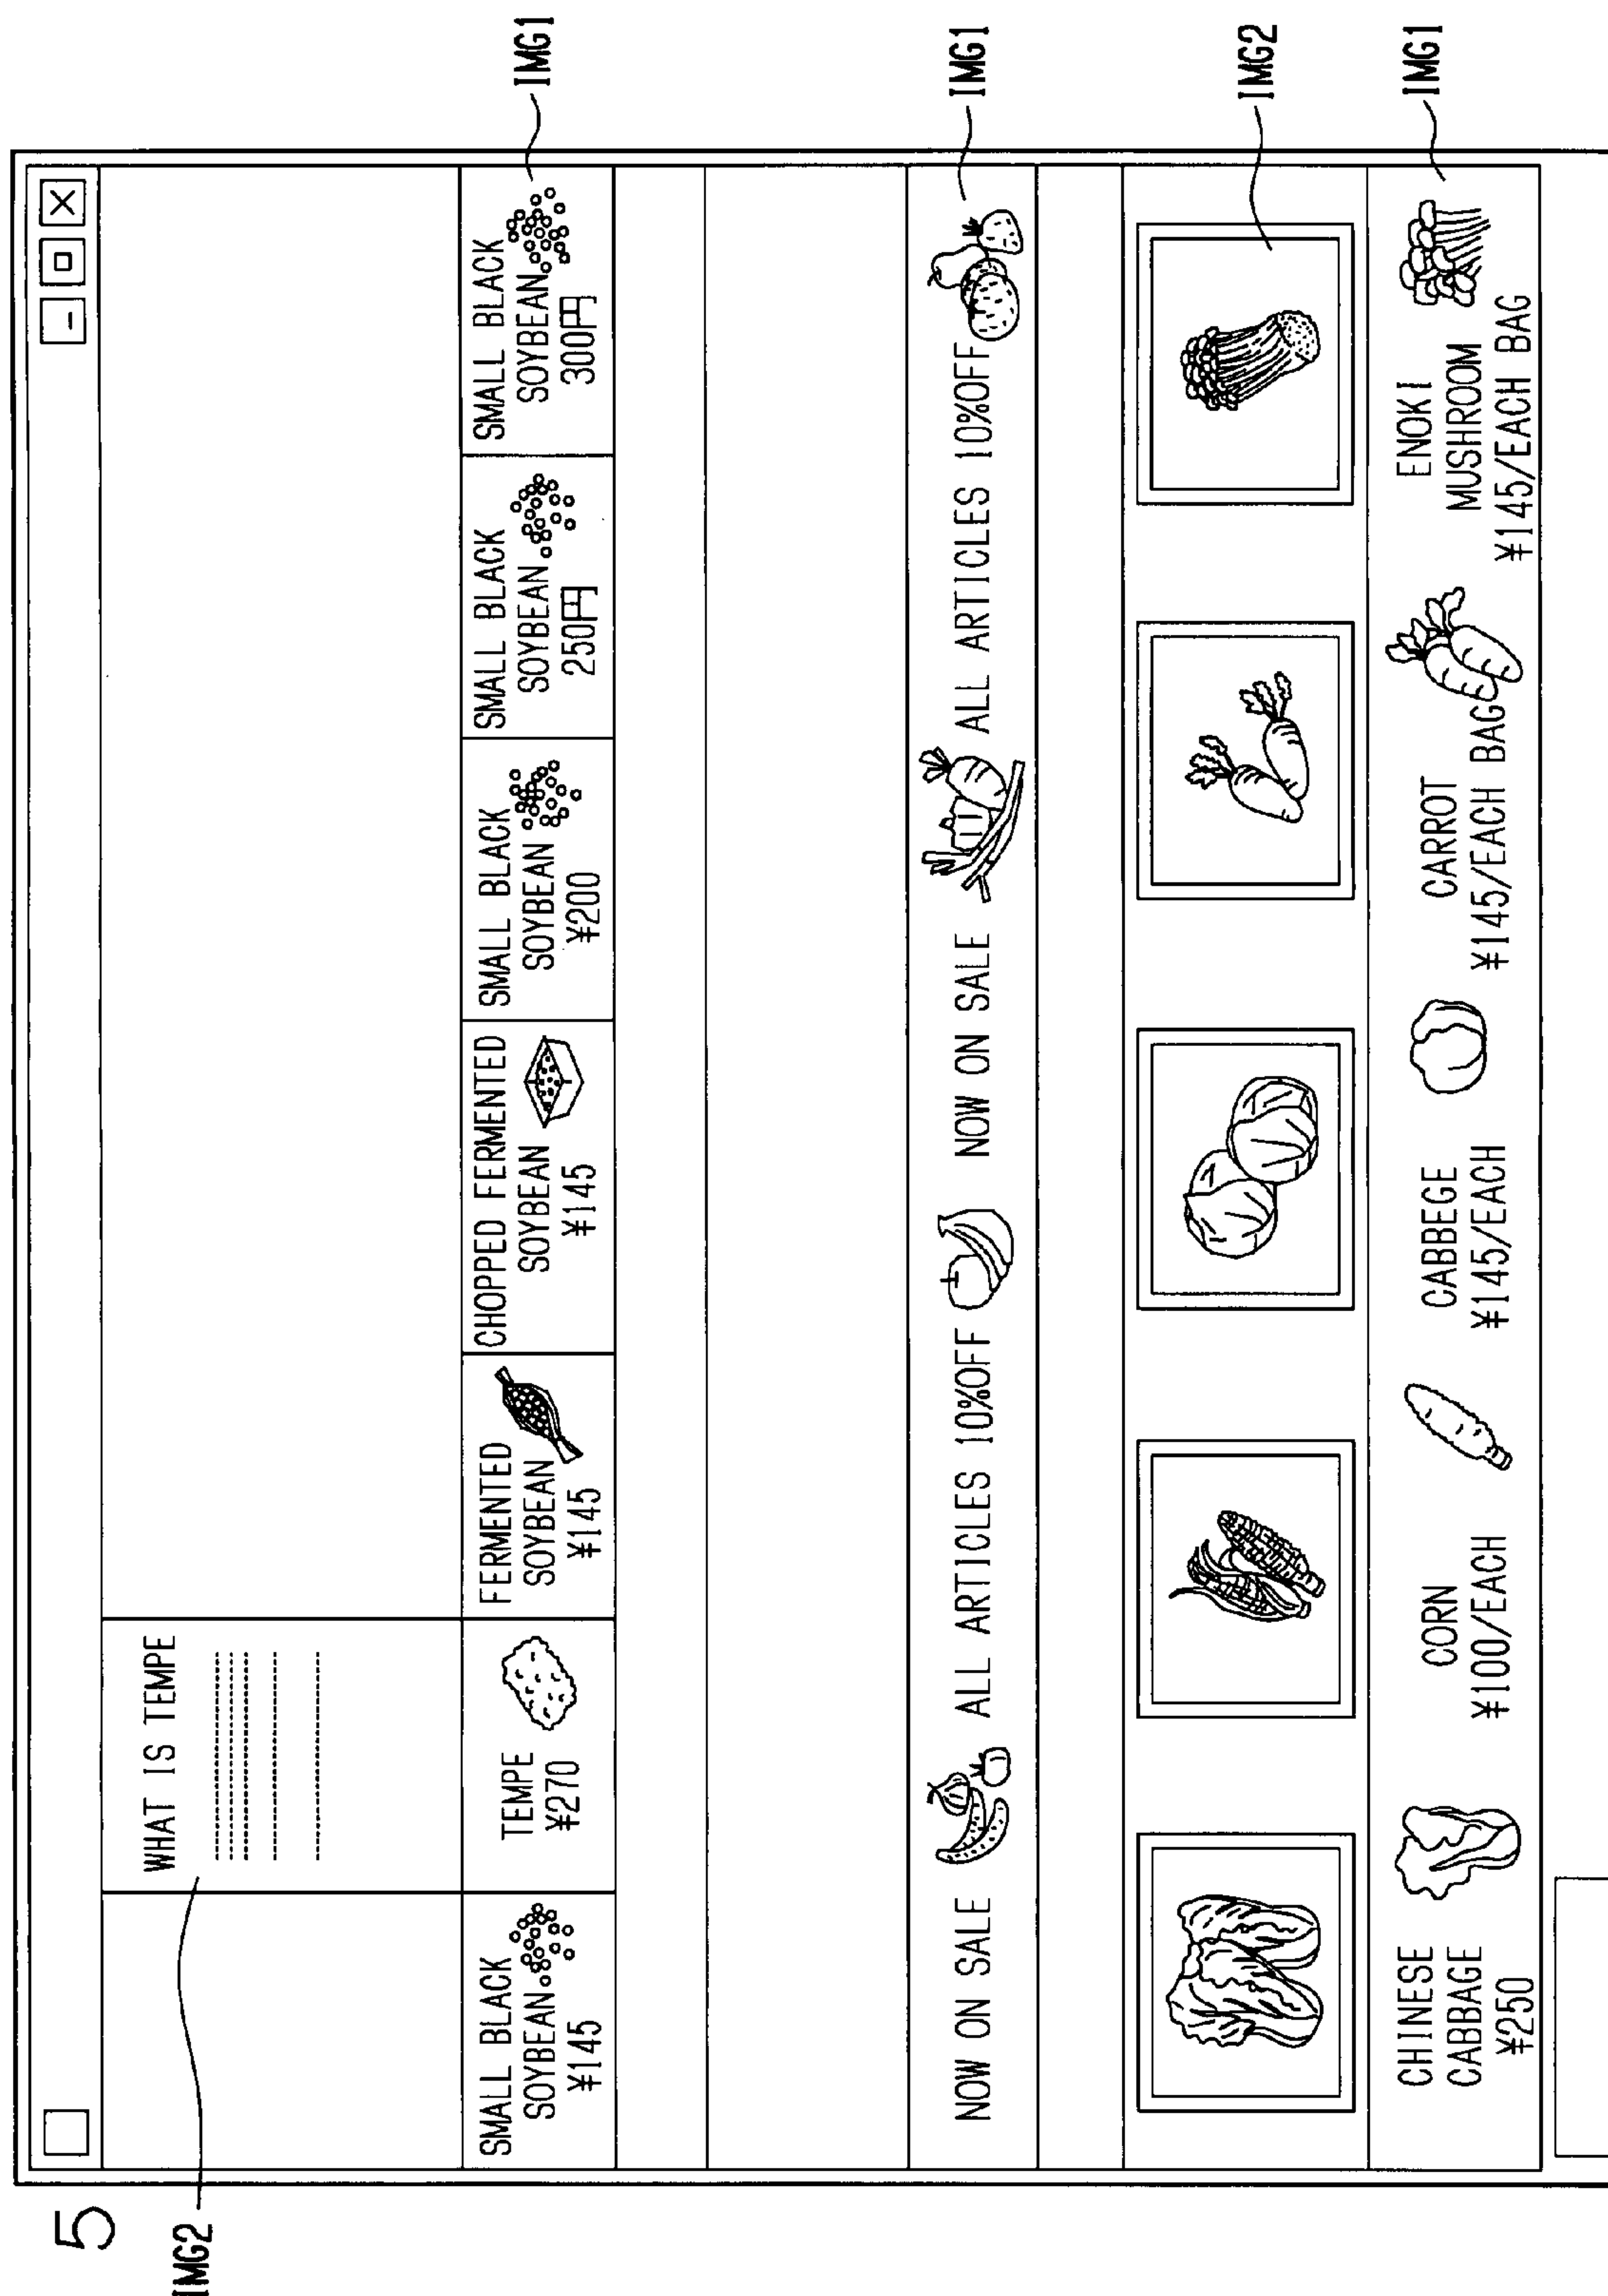 5
IMG2
WHAT IS TEMPE
SMALL BLACK
SOYBEAN
¥145
TEMPE
¥270
FERMENTED
SOYBEAN
¥145
CHOPPED FERMENTED
SOYBEAN
¥145
SMALL BLACK
SOYBEAN
¥200
SMALL BLACK
SOYBEAN
250円
SMALL BLACK
SOYBEAN
300円
IMG1
NOW ON SALE
ALL ARTICLES 10%OFF
NOW ON SALE
ALL ARTICLES 10%OFF
IMG1
IMG2
CHINESE
CABBAGE
¥250
CORN
¥100/EACH
CABBEGE
¥145/EACH
CARROT
¥145/EACH BAG
ENOKI
MUSHROOM
¥145/EACH BAG
IMG1